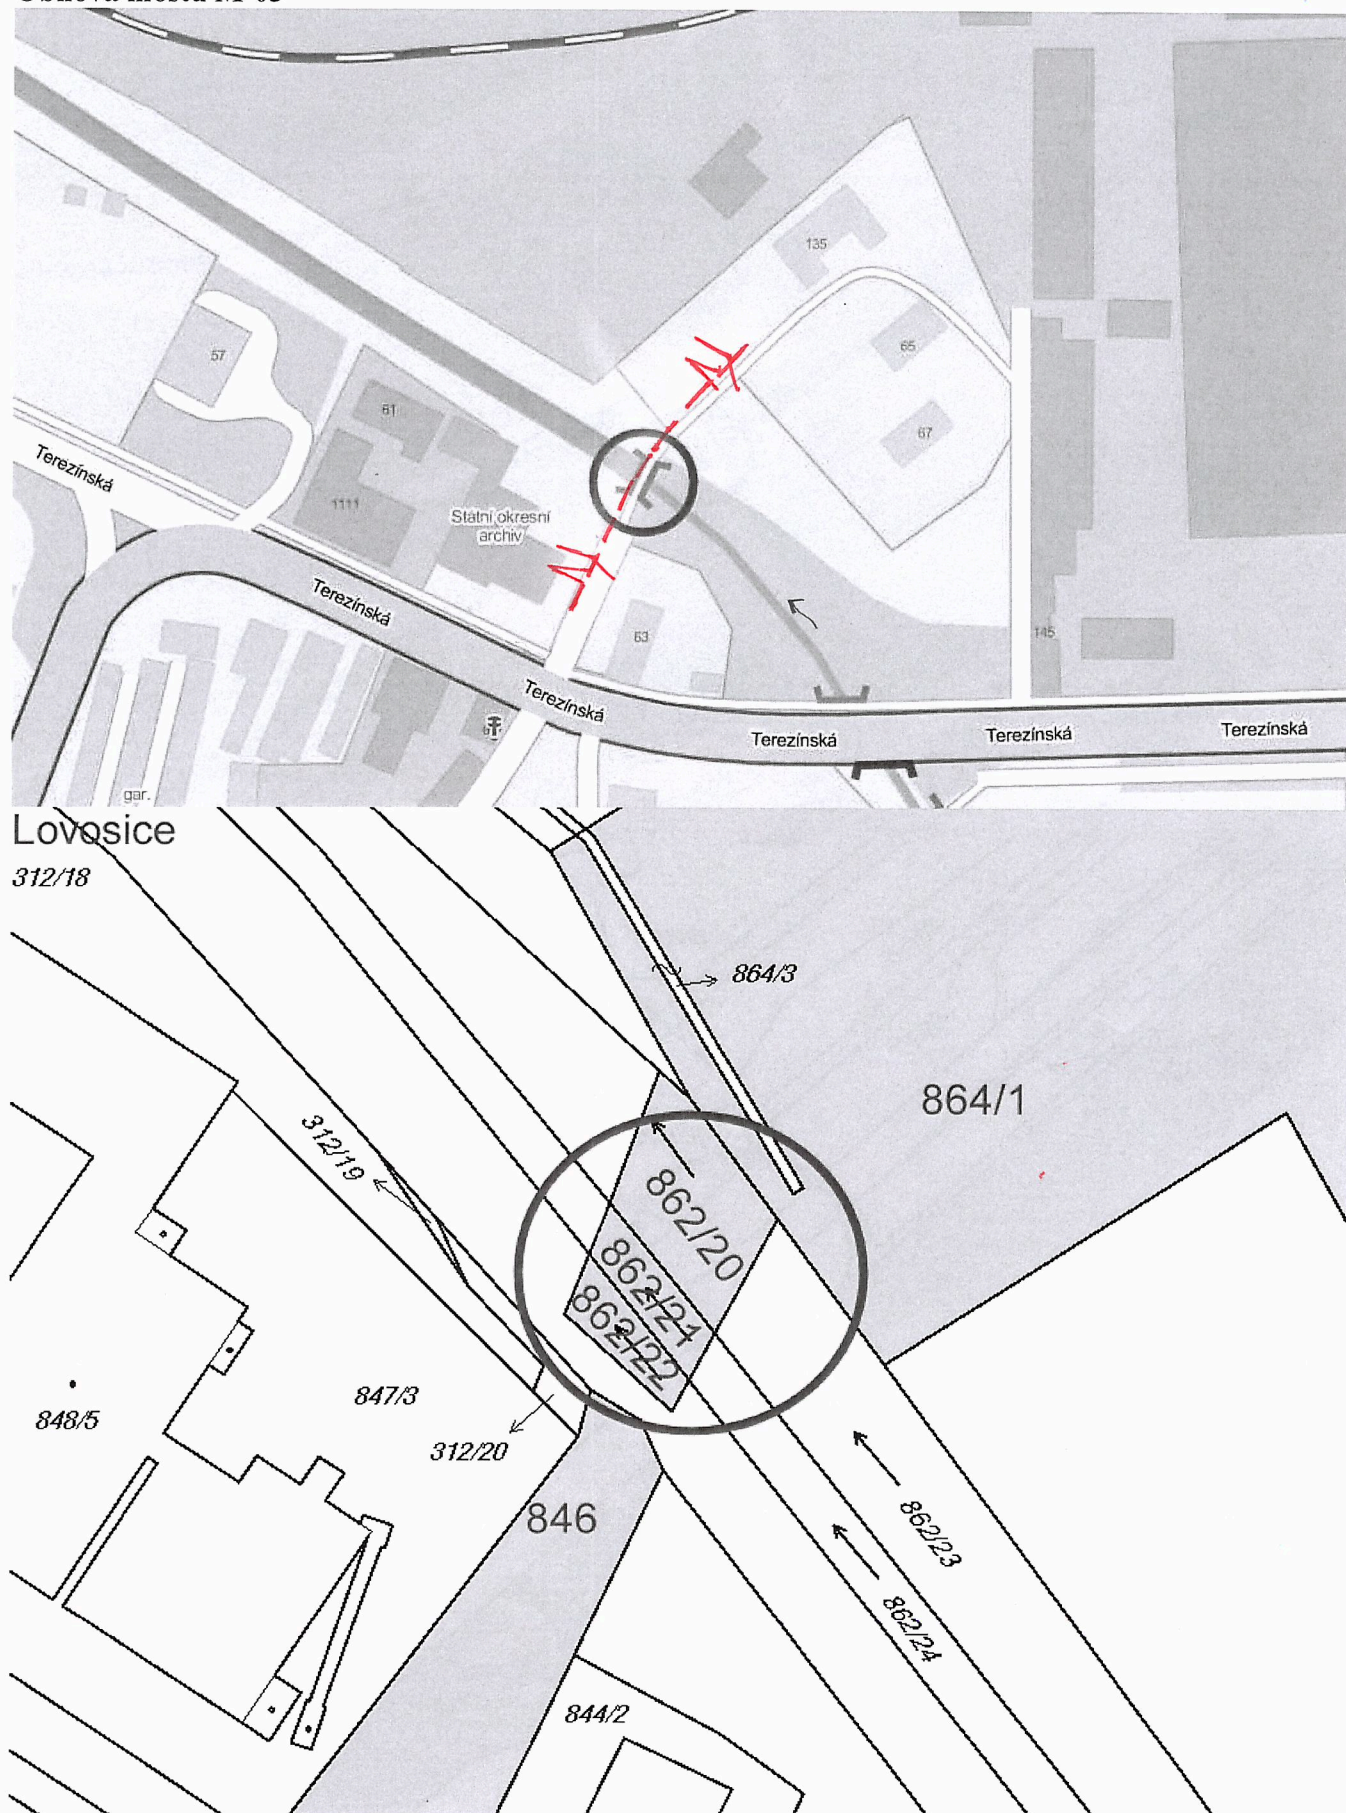 135
57
65
61
67
Terezínská
1111
Státní okresní
archiv
Terezínská
63
145
Terezínská
Terezínská
Terezínská
Terezínská
gar.
Lovosice
312/18
864/3
864/1
312/19
862/20
862/21
862/22
847/3
848/5
312/20
846
862/23
862/24
844/2